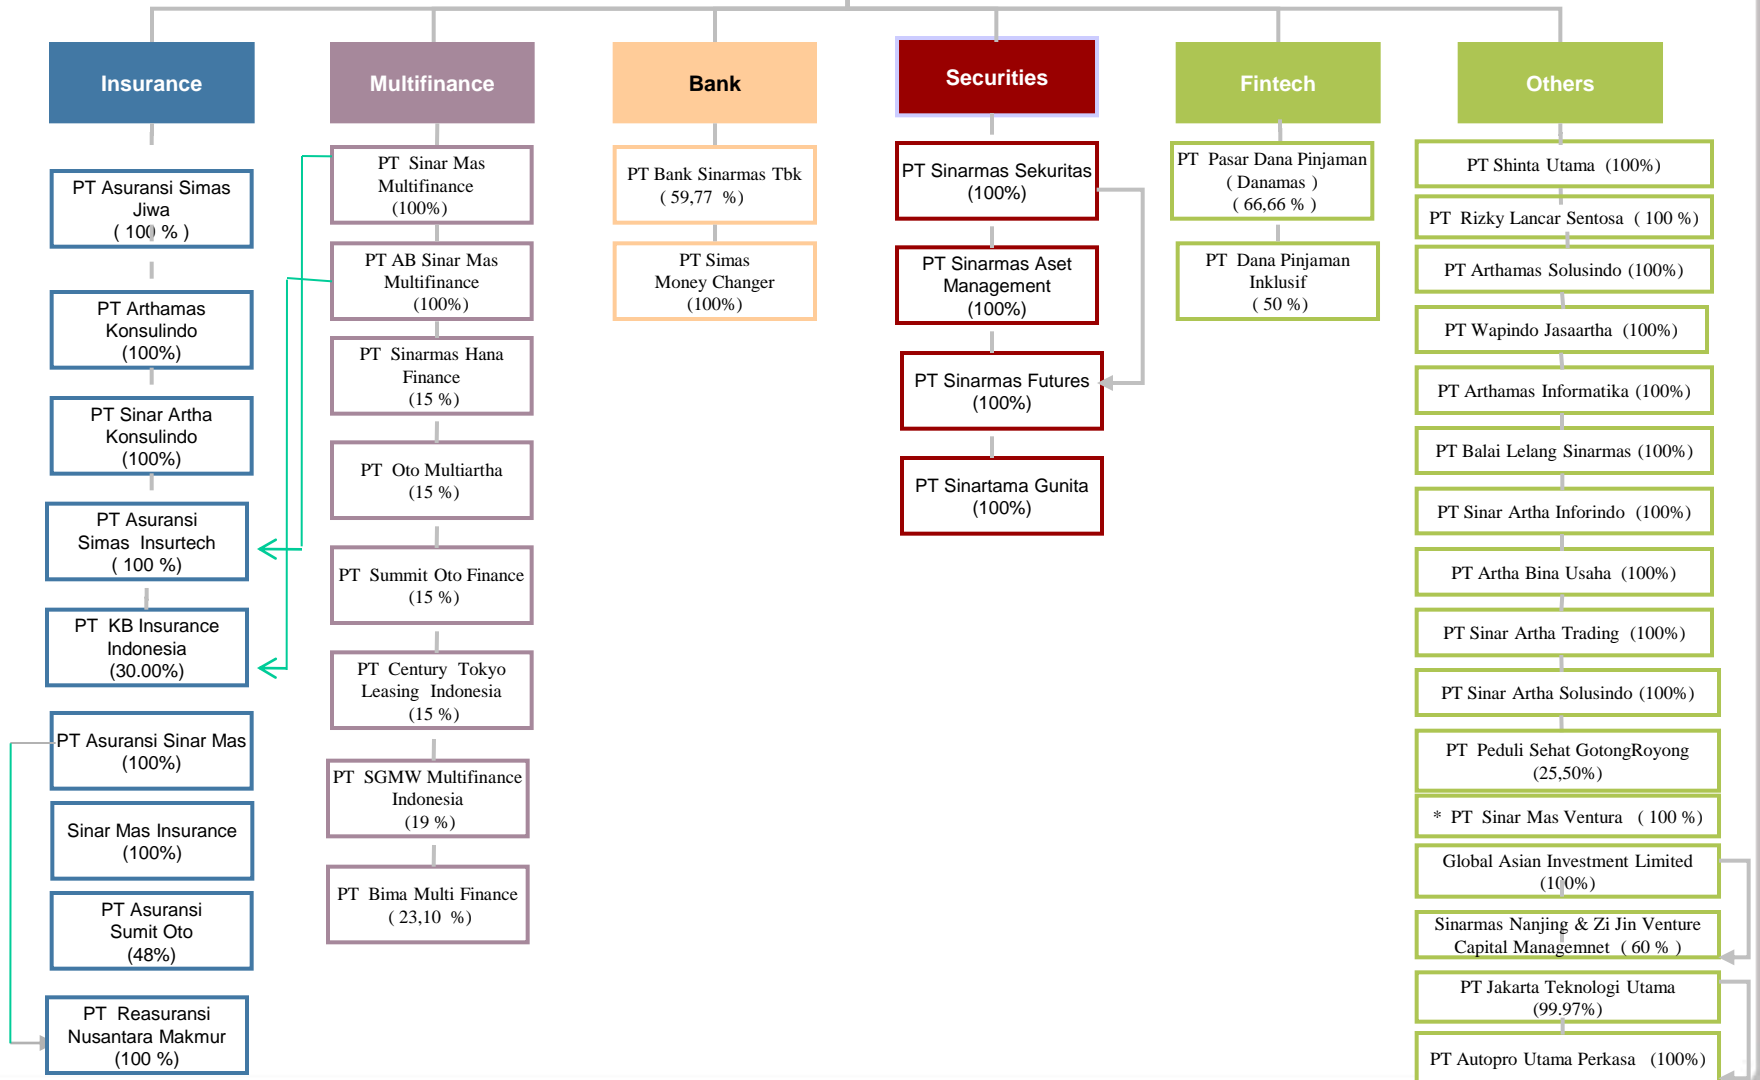 Insurance
PT Asuransi Simas
Jiwa
( 100 % )
PT Arthamas
Konsulindo
(100%)
PT Sinar Artha
Konsulindo
(100%)
PT Asuransi
Simas Insurtech
( 100 %)
PT KB Insurance
Indonesia
(30.00%)
PT Asuransi Sinar Mas
(100%)
Sinar Mas Insurance
(100%)
PT Asuransi
Sumit Oto
(48%)
PT Reasuransi
Nusantara Makmur
(100 %)
Multifinance
PT Sinar Mas
Multifinance
(100%)
PT AB Sinar Mas
Multifinance
(100%)
PT Sinarmas Hana
Finance
(15 %)
PT Oto Multiartha
(15 %)
PT Summit Oto Finance
(15 %)
PT Century Tokyo
Leasing Indonesia
(15 %)
PT SGMW Multifinance
Indonesia
(19 %)
PT Bima Multi Finance
( 23,10 %)
Bank
PT Bank Sinarmas Tbk
( 59,77 %)
PT Simas
Money Changer
(100%)
Securities
PT Sinarmas Sekuritas
(100%)
PT Sinarmas Aset
Management
(100%)
PT Sinarmas Futures
(100%)
PT Sinartama Gunita
(100%)
Fintech
PT Pasar Dana Pinjaman
( Danamas )
( 66,66 % )
PT Dana Pinjaman
Inklusif
( 50 %)
Others
PT Shinta Utama (100%)
PT Rizky Lancar Sentosa ( 100 %)
PT Arthamas Solusindo (100%)
PT Wapindo Jasaartha (100%)
PT Arthamas Informatika (100%)
PT Balai Lelang Sinarmas (100%)
PT Sinar Artha Inforindo (100%)
PT Artha Bina Usaha (100%)
PT Sinar Artha Trading (100%)
PT Sinar Artha Solusindo (100%)
PT Peduli Sehat GotongRoyong
(25,50%)
* PT Sinar Mas Ventura ( 100 %)
Global Asian Investment Limited
(100%)
Sinarmas Nanjing & Zi Jin Venture
Capital Managemnet ( 60 % )
PT Jakarta Teknologi Utama
(99.97%)
PT Autopro Utama Perkasa (100%)